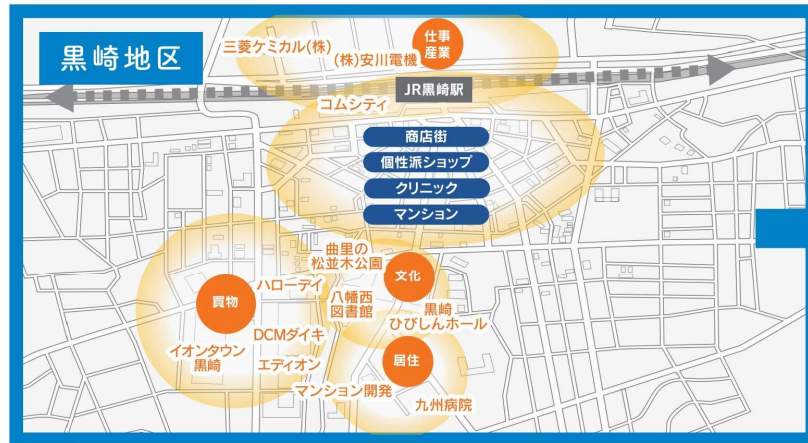 黒崎地区
仕事
産業
三菱ケミカル(株)
(株)安川電機
JR黒崎駅
コムシティ
商店街
個性派ショップ
クリニック
マンション
曲里の
松並木公園
文化
八幡西
図書館
黒崎
ひびしんホール
買物
ハローデイ
DCMダイキ
イオンタウン
黒崎
エディオン
居住
マンション開発
九州病院